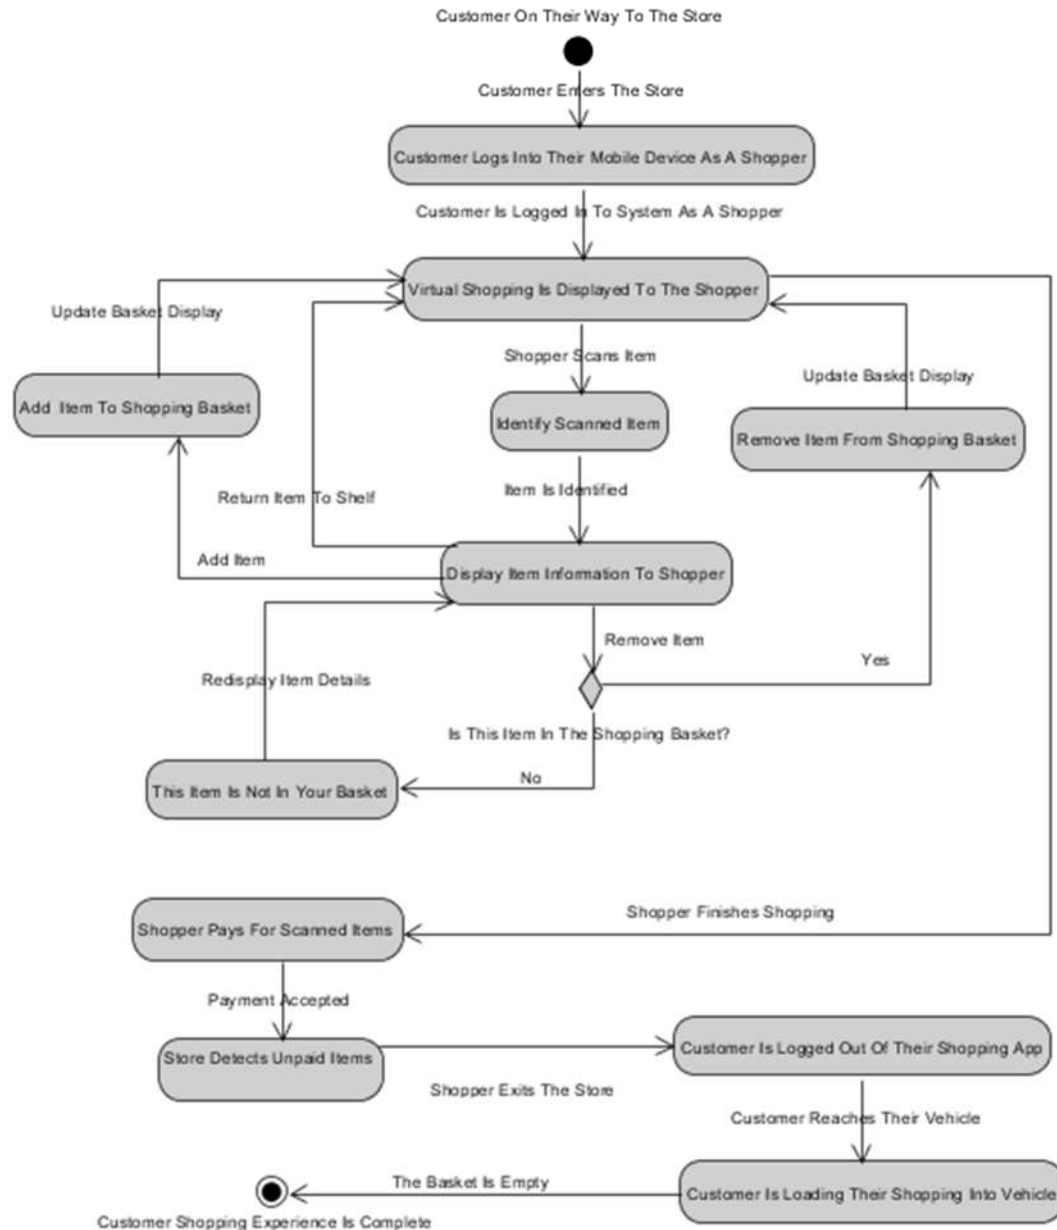 Customer On Their Way To The Store
Customer Enters The Store
Customer Logs Into Their Mobile Device As A Shopper
Customer Is Logged In To System As A Shopper
Virtual Shopping Is Displayed To The Shopper
Update Basket Display
Shopper Scans Item
Update Basket Display
Add Item To Shopping Basket
Identify Scanned Item
Remove Item From Shopping Basket
Return Item To Shelf
Item Is Identified
Add Item
Display Item Information To Shopper
Remove Item
Yes
Redisplay Item Details
Is This Item In The Shopping Basket?
No
This Item Is Not In Your Basket
Shopper Finishes Shopping
Shopper Pays For Scanned Items
Payment Accepted
Store Detects Unpaid Items
Customer Is Logged Out Of Their Shopping App
Shopper Exits The Store
Customer Reaches Their Vehicle
The Basket Is Empty
Customer Is Loading Their Shopping Into Vehicle
Customer Shopping Experience Is Complete